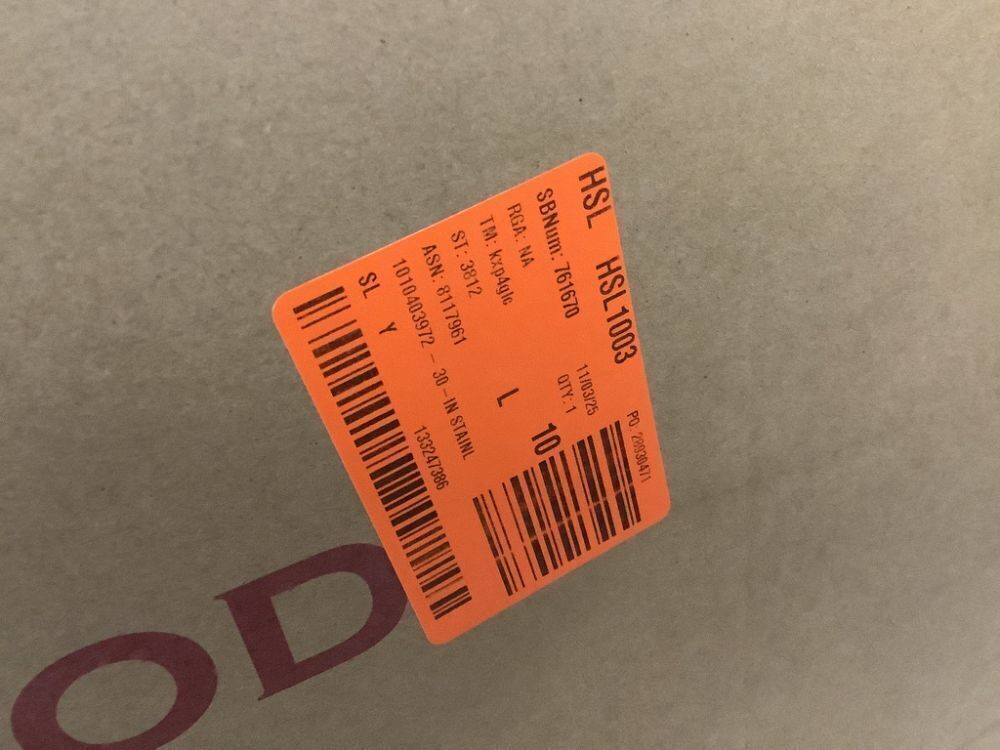 HSL HSL1003
PO: 28930471
SBNum: 761670
11/03/25
RGA: NA
QTY: 1
TM: kxp4glc
ST: 3812
L 10
ASN: 8117961
1010403972 - 30-IN STAINL
SL Y 133247386
OD